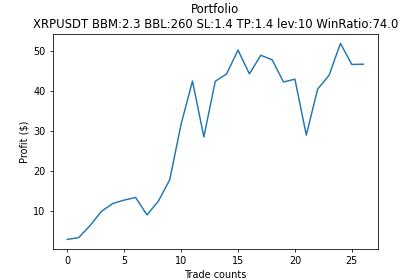 Portfolio
XRPUSDT BBM:2.3 BBL:260 SL:1.4 TP:1.4 lev:10 WinRatio:74.0
50
40
30
20
10
Profit ($)
0 5 10 15 20 25
Trade counts